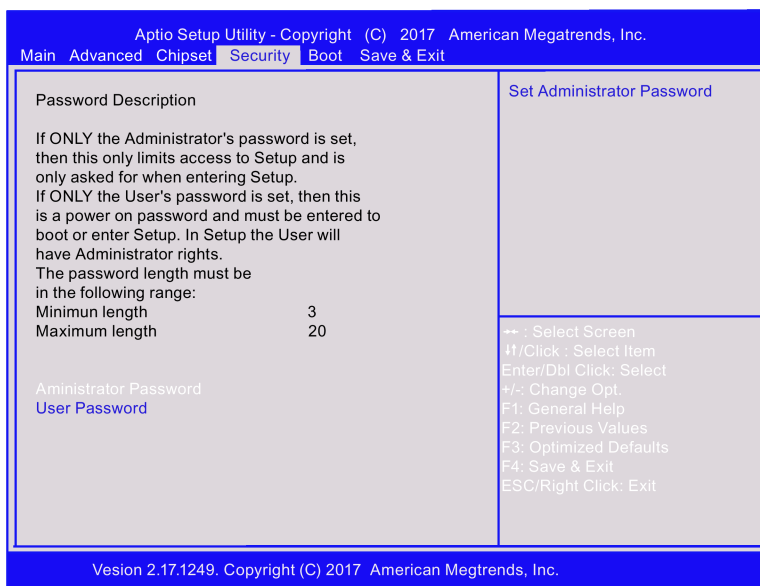 Aptio Setup Utility - Copyright (C) 2017 American Megatrends, Inc.
Main Advanced Chipset Security Boot Save & Exit
Password Description
If ONLY the Administrator's password is set,
then this only limits access to Setup and is
only asked for when entering Setup.
If ONLY the User's password is set, then this
is a power on password and must be entered to
boot or enter Setup. In Setup the User will
have Administrator rights.
The password length must be
in the following range:
Minimun length 3
Maximum length 20
Aministrator Password
User Password
Set Administrator Password
↔ : Select Screen
↓↑/Click : Select Item
Enter/Dbl Click: Select
+/-: Change Opt.
F1: General Help
F2: Previous Values
F3: Optimized Defaults
F4: Save & Exit
ESC/Right Click: Exit
Vesion 2.17.1249. Copyright (C) 2017 American Megtrends, Inc.